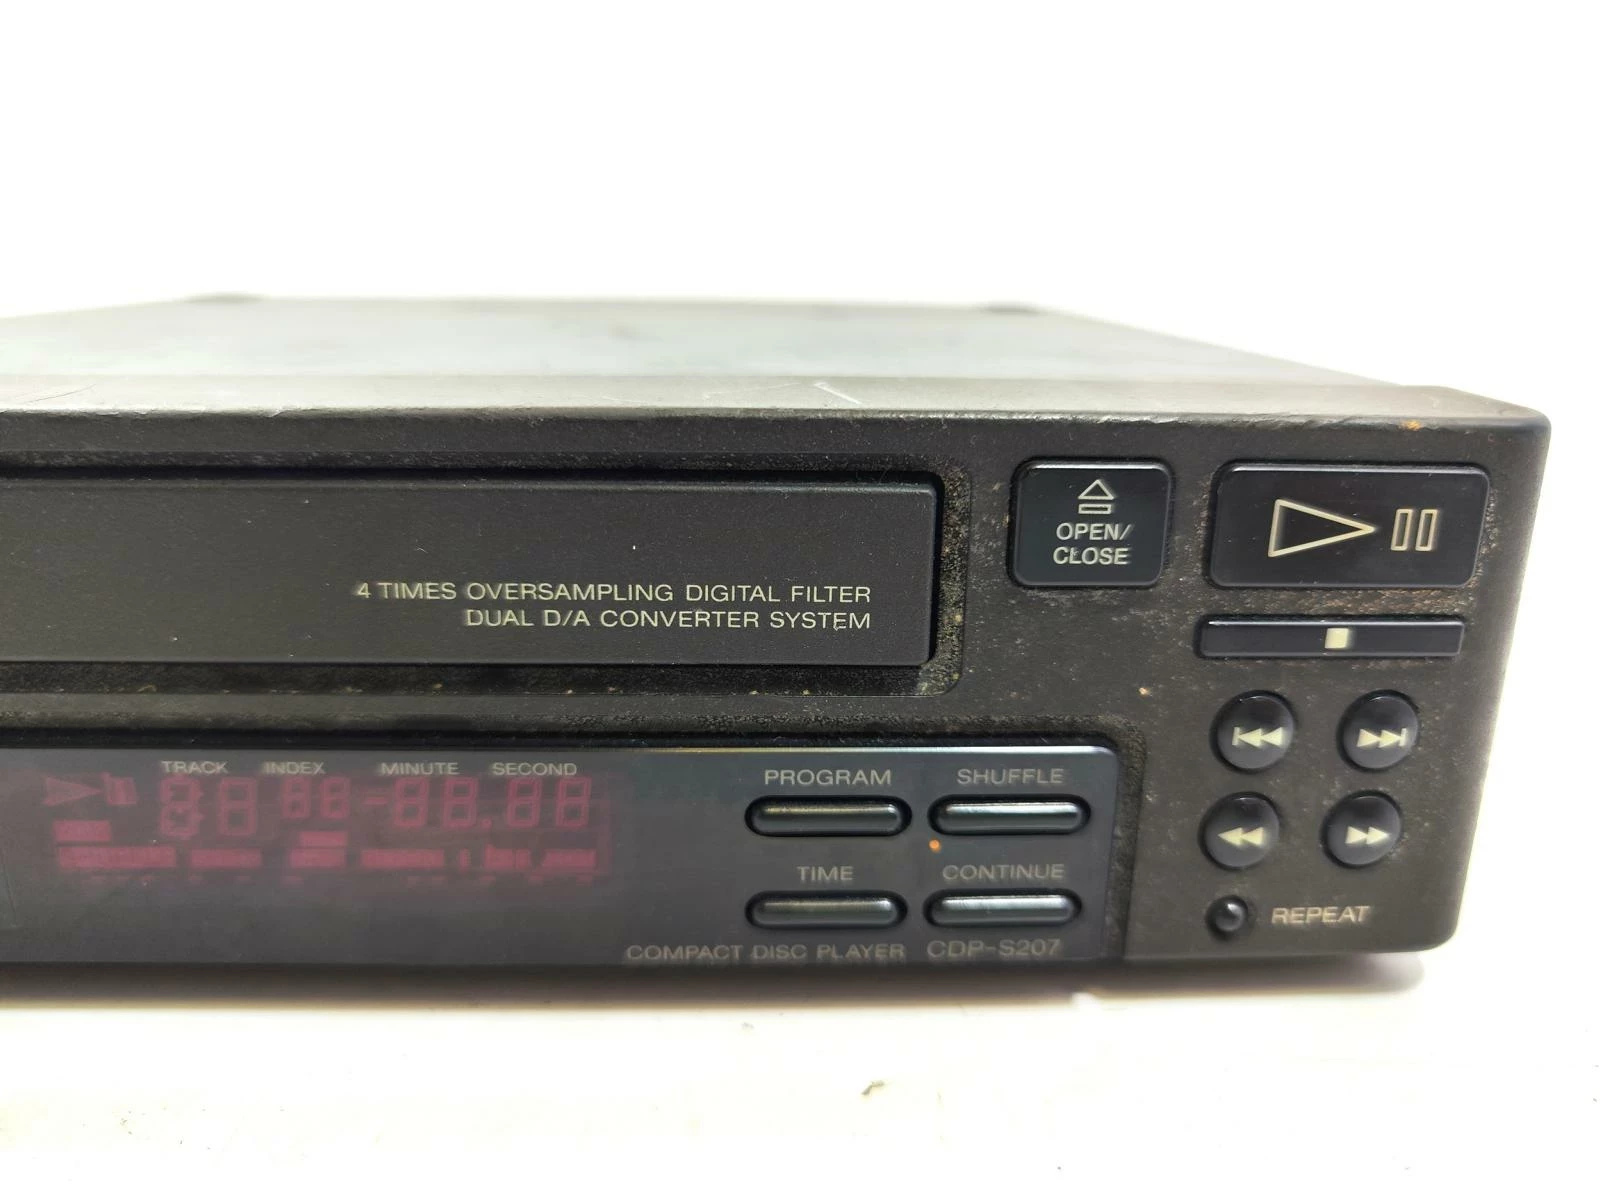 OPEN/
CLOSE
4 TIMES OVERSAMPLING DIGITAL FILTER
DUAL D/A CONVERTER SYSTEM
TRACK INDEX MINUTE SECOND
PROGRAM SHUFFLE
TIME CONTINUE
REPEAT
COMPACT DISC PLAYER CDP-S207